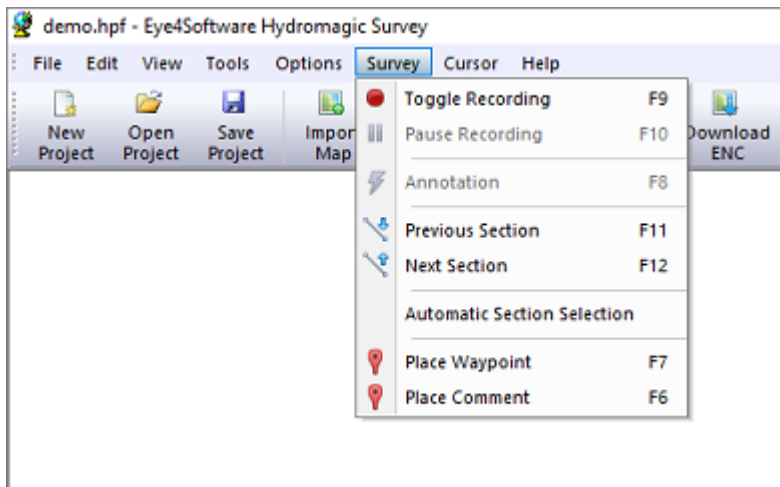 demo.hpf - Eye4Software Hydromagic Survey
File Edit View Tools Options Survey Cursor Help
New Project
Open Project
Save Project
Impor
Map
Download ENC
Toggle Recording F9
Pause Recording F10
Annotation F8
Previous Section F11
Next Section F12
Automatic Section Selection
Place Waypoint F7
Place Comment F6